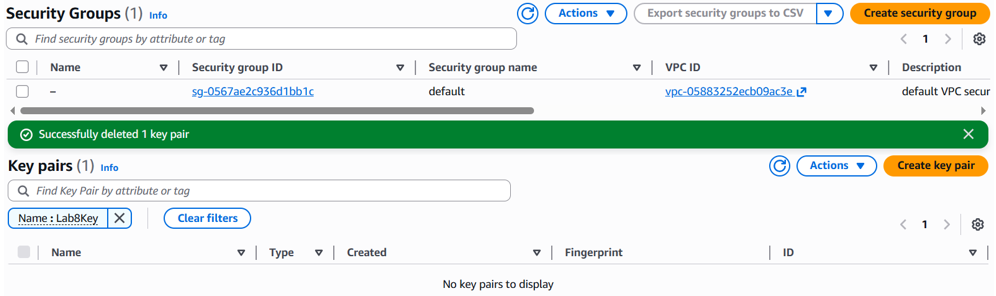 Security Groups (1) Info Actions Export security groups to CSV Create security group
Find security groups by attribute or tag 1
Name Security group ID Security group name VPC ID Description
– sg-0567ae2c936d1bb1c default vpc-05883252ecb09ac3e default VPC secur
Successfully deleted 1 key pair
Key pairs (1) Info Actions Create key pair
Find Key Pair by attribute or tag
Name : Lab8Key Clear filters 1
Name Type Created Fingerprint ID
No key pairs to display